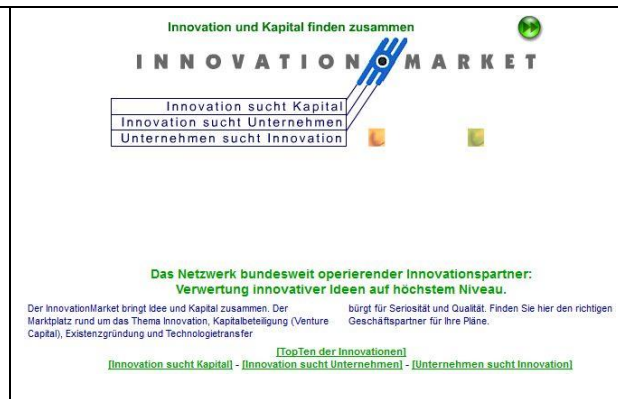 Innovation und Kapital finden zusammen
INNOVATION MARKET
Innovation sucht Kapital
Innovation sucht Unternehmen
Unternehmen sucht Innovation
Das Netzwerk bundesweit operierender Innovationspartner:
Verwertung innovativer Ideen auf höchstem Niveau.
Der InnovationMarket bringt Idee und Kapital zusammen. Der
Marktplatz rund um das Thema Innovation, Kapitalbeteiligung (Venture
Capital), Existenzgründung und Technologietransfer
bürgt für Seriosität und Qualität. Finden Sie hier den richtigen
Geschäftspartner für Ihre Pläne.
[TopTen der Innovationen]
[Innovation sucht Kapital] - [Innovation sucht Unternehmen] - [Unternehmen sucht Innovation]